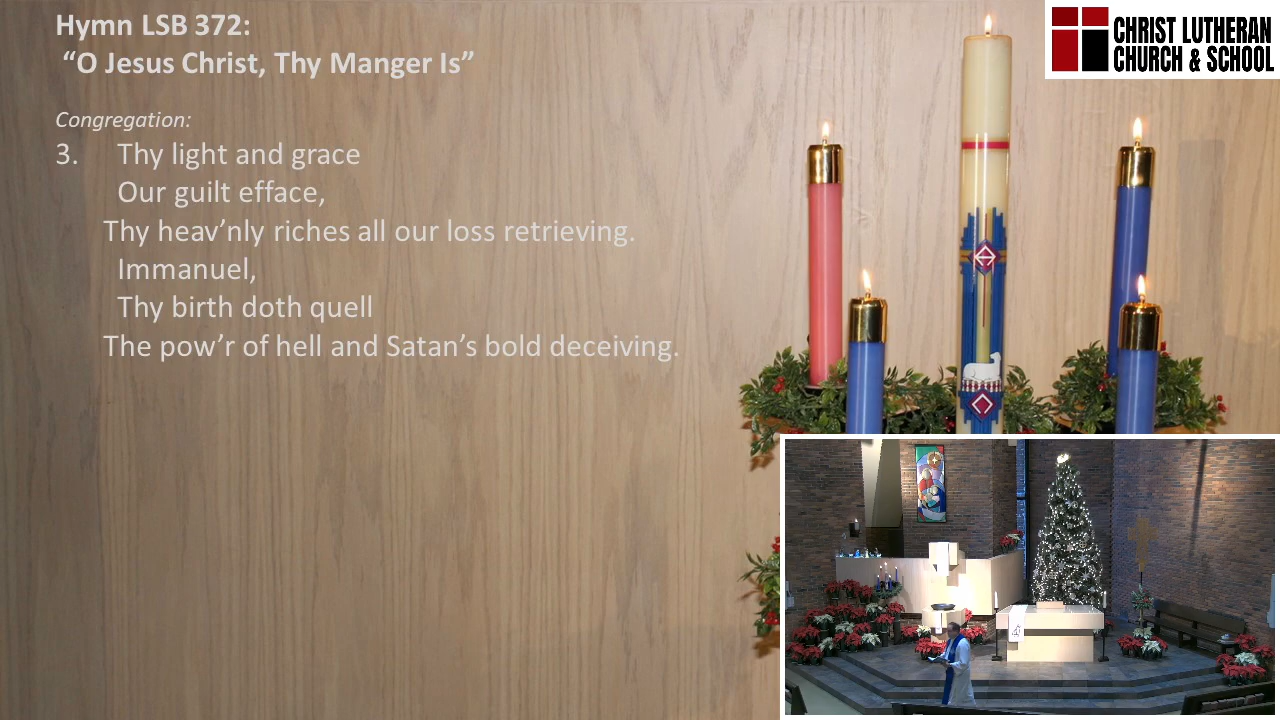 Hymn LSB 372:
“O Jesus Christ, Thy Manger Is”
Congregation:
3. Thy light and grace
Our guilt efface,
Thy heav’nly riches all our loss retrieving.
Immanuel,
Thy birth doth quell
The pow’r of hell and Satan’s bold deceiving.
CHRIST LUTHERAN
CHURCH & SCHOOL